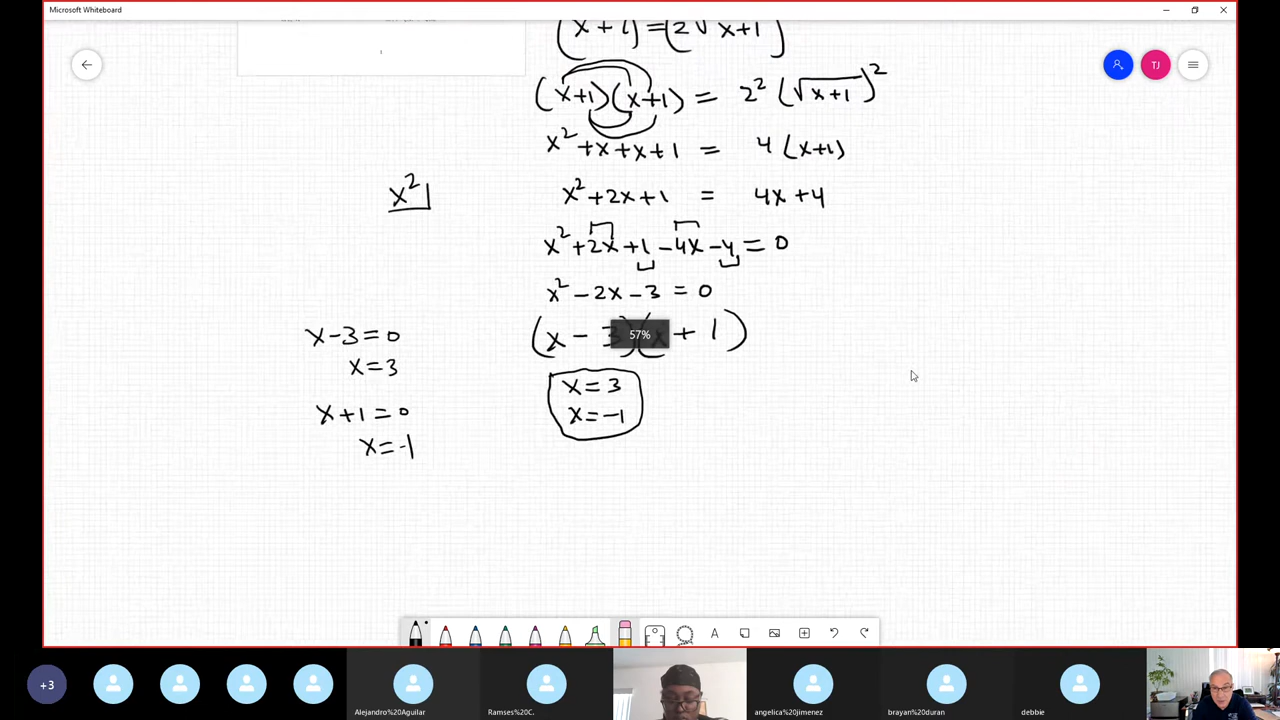 Microsoft Whiteboard
(x+1)=(2√x+1)
(x+1)(x+1) = 2² (√x+1)²
x²+x+x+1 = 4(x+1)
x²
x²+2x+1 = 4x+4
x²+2x+1-4x-4=0
x²-2x-3=0
(x-3)(x+1)
57%
x-3=0
x=3
x+1=0
x=-1
x=3
x=-1
TJ
A
+3
Alejandro%20Aguilar
Ramses%20C.
angelica%20jimenez
brayan%20duran
debbie